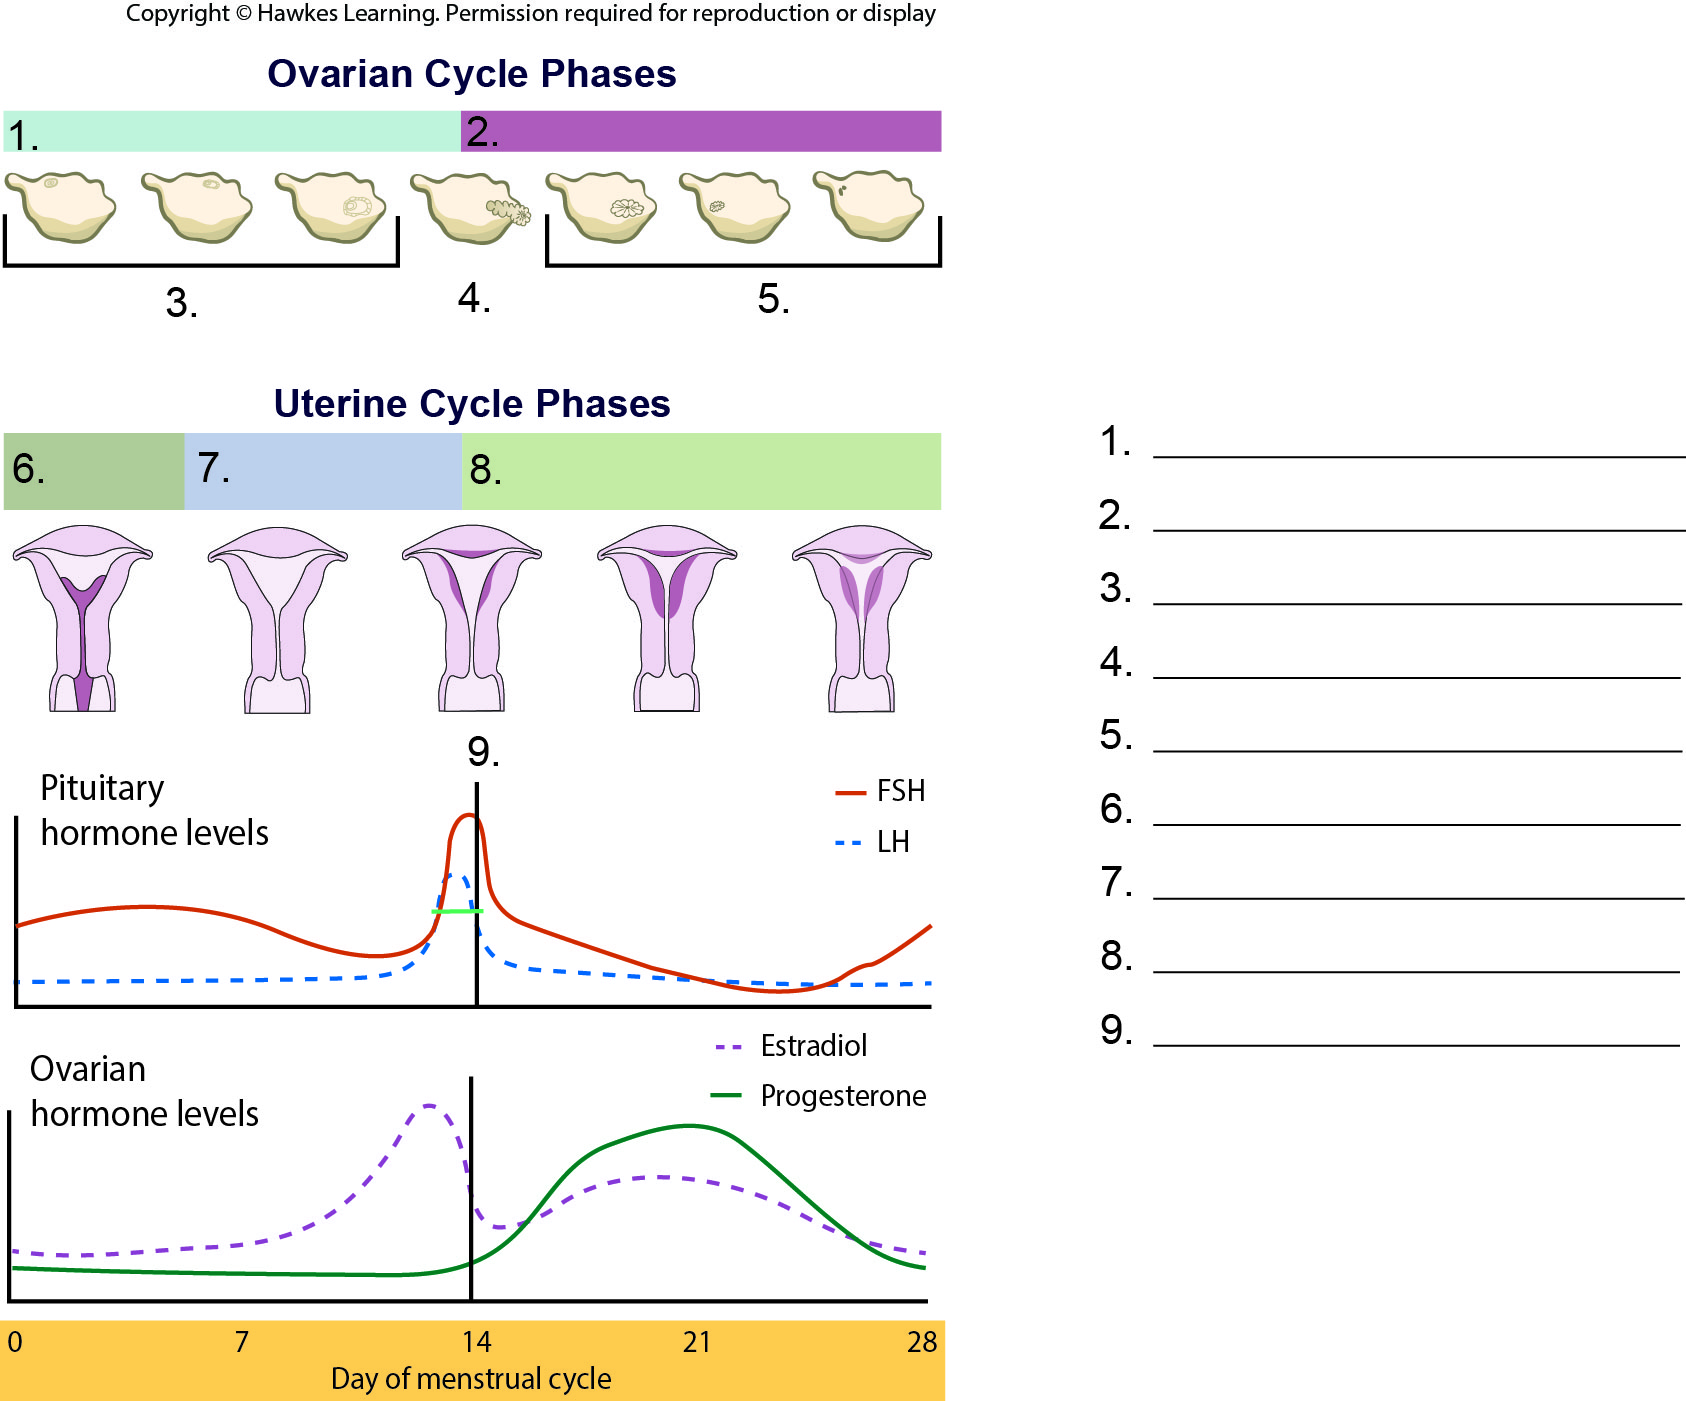 Copyright © Hawkes Learning. Permission required for reproduction or display
Ovarian Cycle Phases
1. 2.
3. 4. 5.
Uterine Cycle Phases
6. 7. 8.
9.
Pituitary
hormone levels
FSH
LH
Ovarian
hormone levels
Estradiol
Progesterone
0 7 14 21 28
Day of menstrual cycle
1.
2.
3.
4.
5.
6.
7.
8.
9.